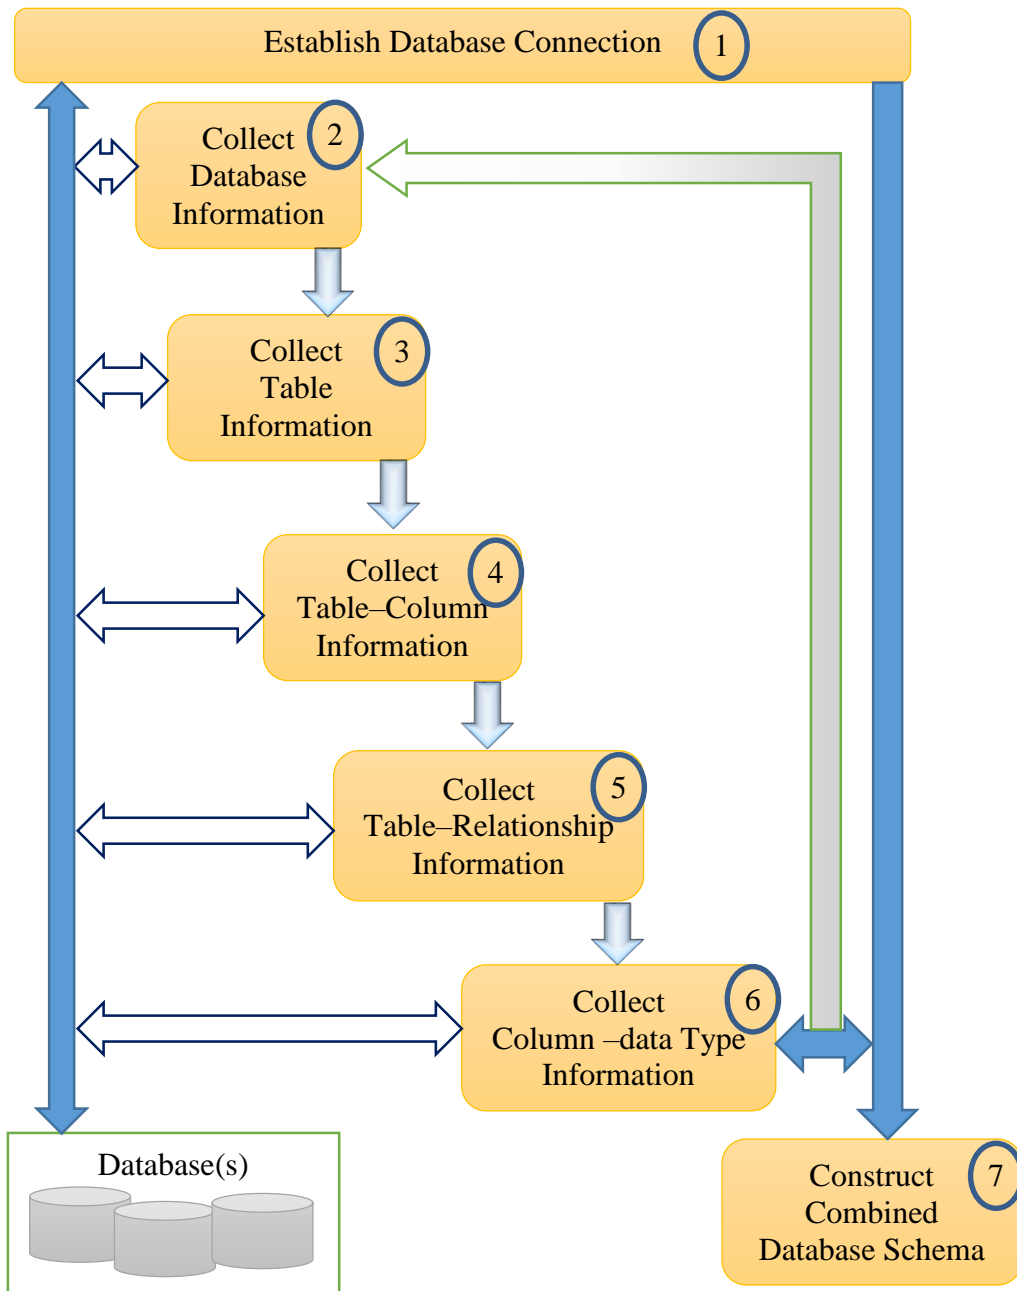 Establish Database Connection 1
Collect 2
Database
Information
Collect 3
Table
Information
Collect 4
Table–Column
Information
Collect 5
Table–Relationship
Information
Collect 6
Column –data Type
Information
Database(s)
Construct 7
Combined
Database Schema